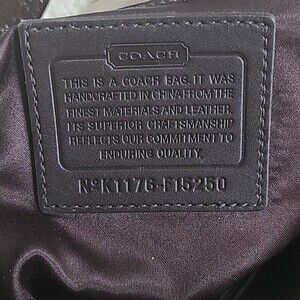 COACH
THIS IS A COACH BAG. IT WAS
HANDCRAFTED IN CHINA FROM THE
FINEST MATERIALS AND LEATHER.
ITS SUPERIOR CRAFTSMANSHIP
REFLECTS OUR COMMITMENT TO
ENDURING QUALITY.
No K1176-F15250